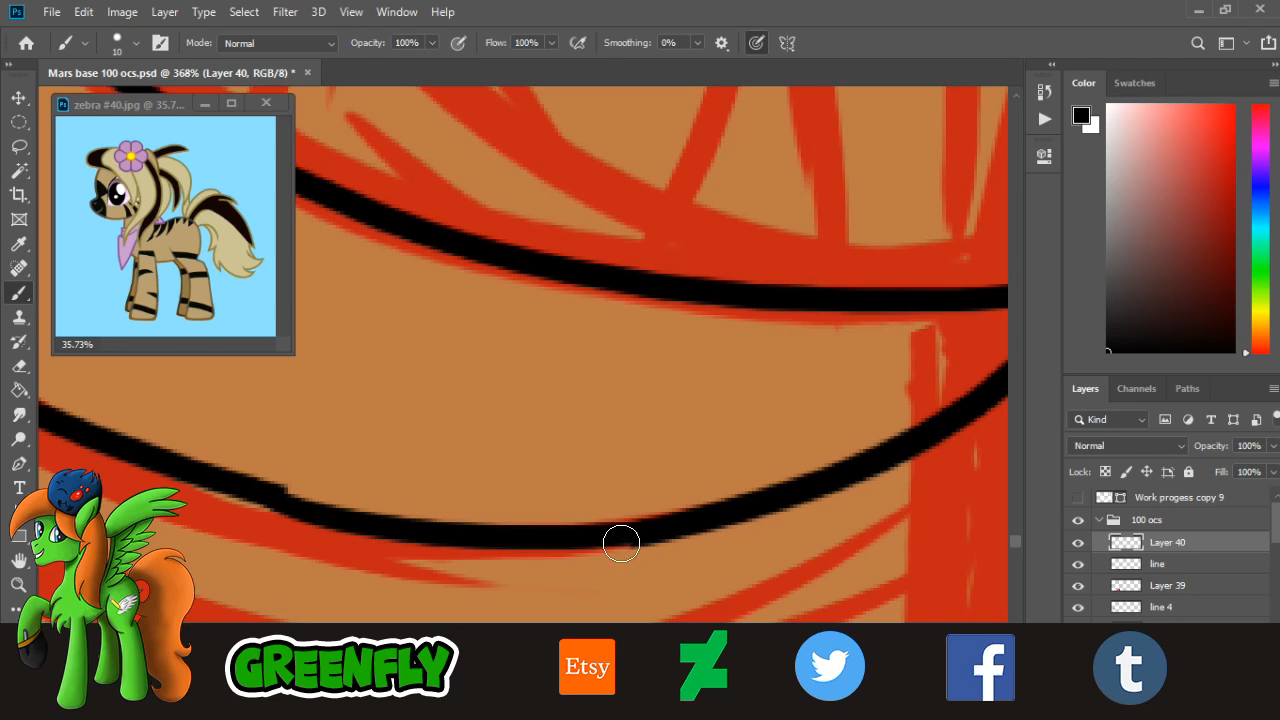 Ps File Edit Image Layer Type Select Filter 3D View Window Help
10 Mode: Normal Opacity: 100% Flow: 100% Smoothing: 0%
Mars base 100 ocs.psd @ 368% (Layer 40, RGB/8) *
zebra #40.jpg @ 35.7...
35.73%
Color Swatches
Layers Channels Paths
Kind
Normal Opacity: 100%
Lock: Fill: 100%
Work progess copy 9
100 ocs
Layer 40
line
Layer 39
line 4
T
GREENFLY
Etsy
f
t